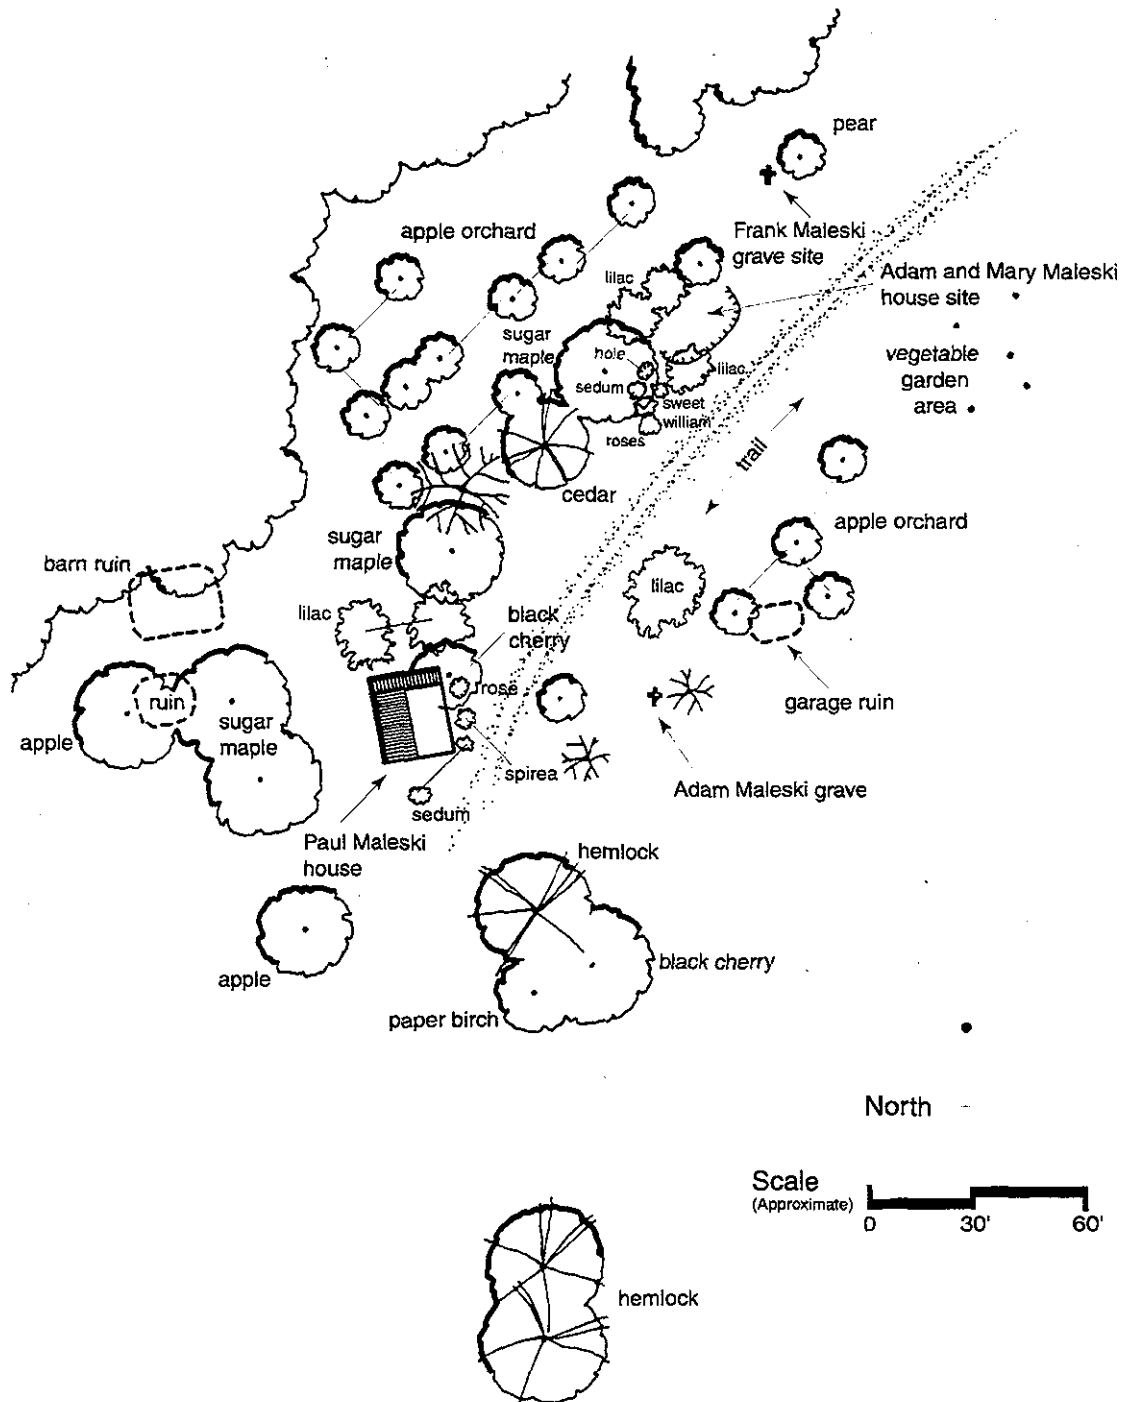 pear
Frank Maleski
grave site
apple orchard
lilac
Adam and Mary Maleski
house site
sugar
maple
hole
sedum
lilac
sweet
william
roses
vegetable
garden
area
trail
cedar
apple orchard
sugar
maple
barn ruin
lilac
lilac
black
cherry
ruin
rose
garage ruin
sugar
maple
apple
spirea
Adam Maleski grave
sedum
Paul Maleski
house
hemlock
apple
black cherry
paper birch
North
Scale
(Approximate)
0 30' 60'
hemlock